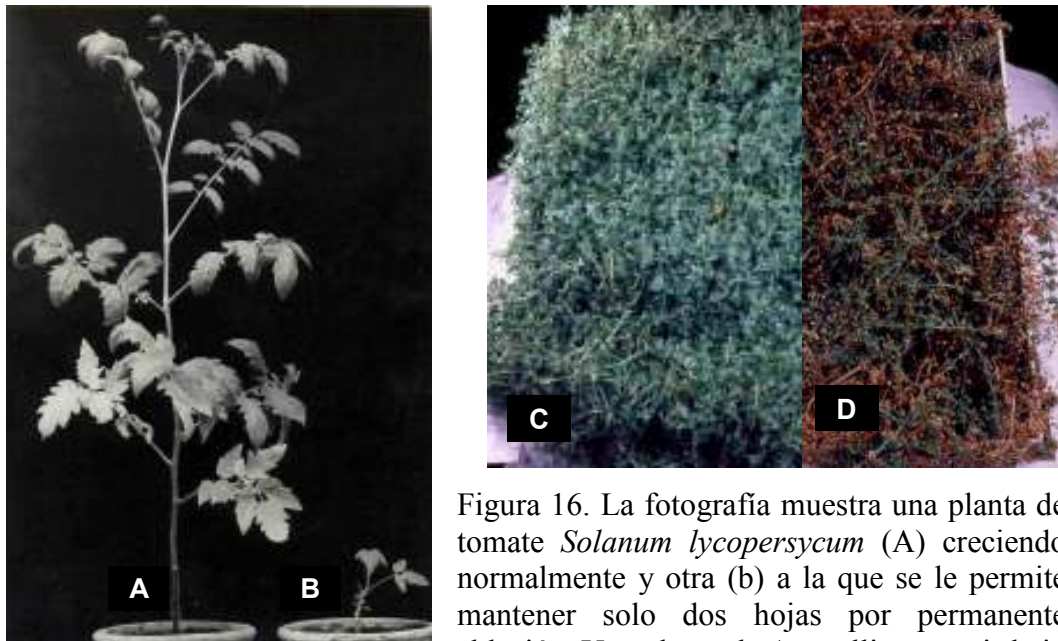 A
B
C
D
Figura 16. La fotografía muestra una planta de
tomate Solanum lycopersycum (A) creciendo
normalmente y otra (b) a la que se le permite
mantener solo dos hojas por permanente